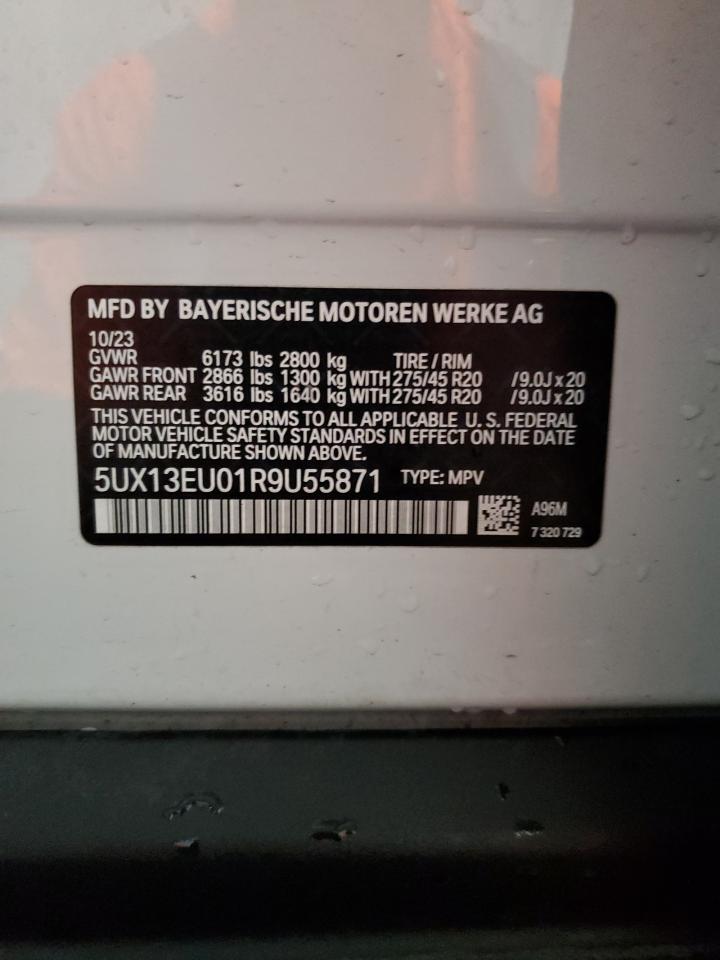 MFD BY BAYERISCHE MOTOREN WERKE AG
10/23
GVWR 6173 lbs 2800 kg TIRE / RIM
GAWR FRONT 2866 lbs 1300 kg WITH 275/45 R20 /9.0J x 20
GAWR REAR 3616 lbs 1640 kg WITH 275/45 R20 /9.0J x 20
THIS VEHICLE CONFORMS TO ALL APPLICABLE U. S. FEDERAL
MOTOR VEHICLE SAFETY STANDARDS IN EFFECT ON THE DATE
OF MANUFACTURE SHOWN ABOVE.
5UX13EU01R9U55871 TYPE: MPV
A96M
7 320 729